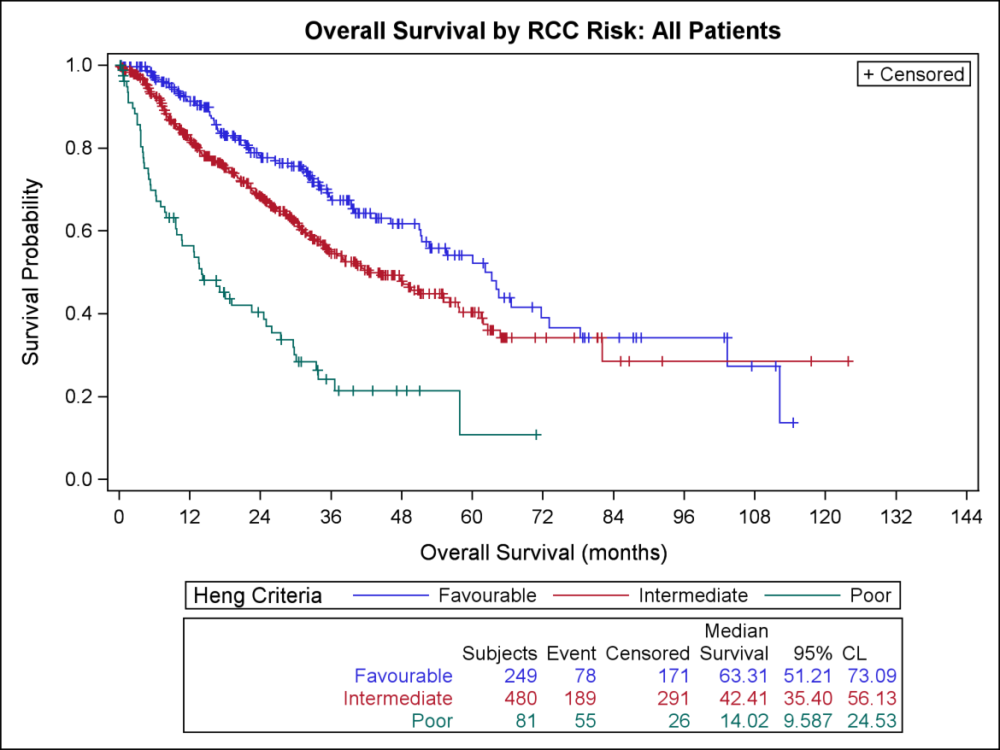 Overall Survival by RCC Risk: All Patients
+ Censored
1.0
0.8
0.6
0.4
0.2
0.0
Survival Probability
0 12 24 36 48 60 72 84 96 108 120 132 144
Overall Survival (months)
Heng Criteria Favourable Intermediate Poor
Median
Subjects Event Censored Survival 95% CL
Favourable 249 78 171 63.31 51.21 73.09
Intermediate 480 189 291 42.41 35.40 56.13
Poor 81 55 26 14.02 9.587 24.53